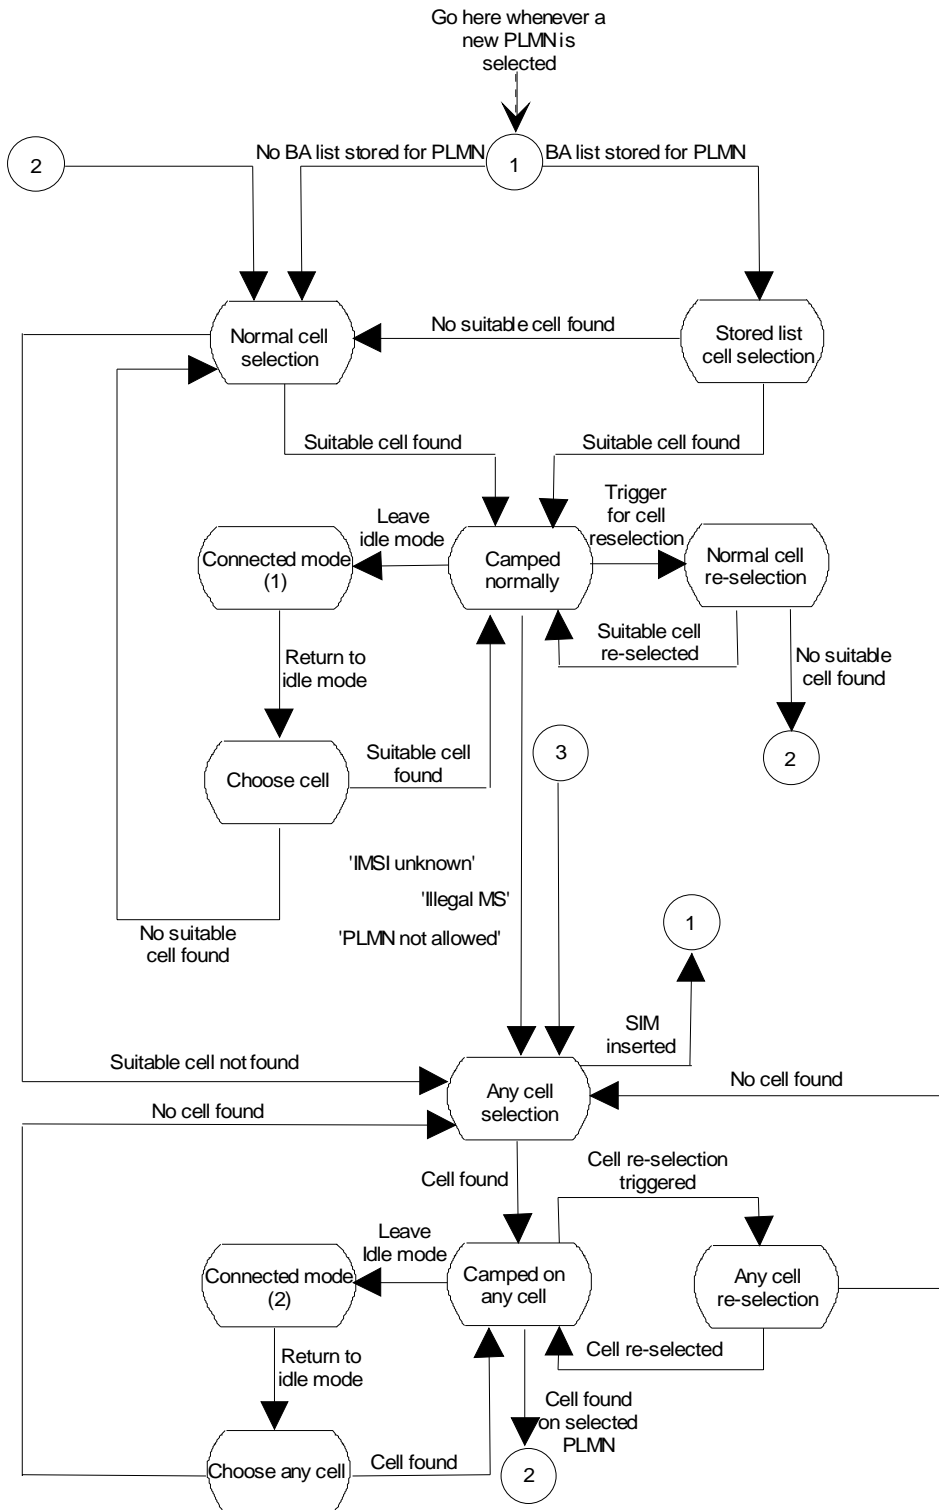 Go here whenever a
new PLMN is
selected
2
No BA list stored for PLMN
1
BA list stored for PLMN
Normal cell
selection
No suitable cell found
Stored list
cell selection
Suitable cell found
Suitable cell found
Leave
idle mode
Trigger
for cell
reselection
Connected mode
(1)
Camped
normally
Normal cell
re-selection
Suitable cell
re-selected
Return to
idle mode
No suitable
cell found
Choose cell
Suitable cell
found
3
2
'IMSI unknown'
'Illegal MS'
'PLMN not allowed'
No suitable
cell found
1
SIM
inserted
Suitable cell not found
Any cell
selection
No cell found
No cell found
Cell found
Cell re-selection
triggered
Leave
Idle mode
Connected mode
(2)
Camped on
any cell
Any cell
re-selection
Return to
idle mode
Cell re-selected
Cell found
on selected
PLMN
Choose any cell
Cell found
2